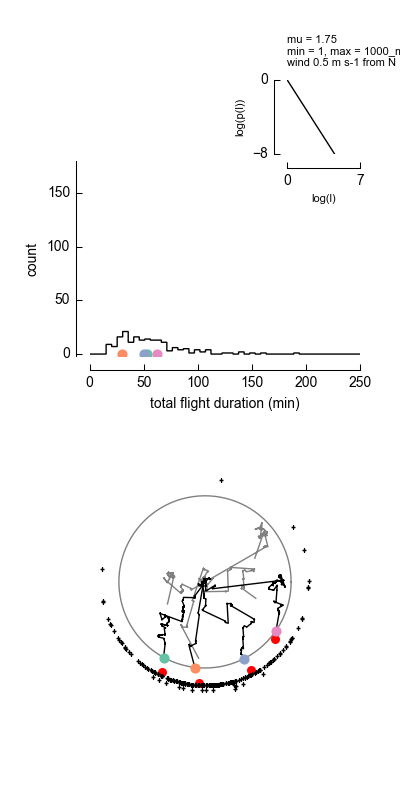 mu = 1.75
min = 1, max = 1000_m
wind 0.5 m s-1 from N
0
−8
log(p(l))
0 7
log(l)
150
100
50
0
count
0 50 100 150 200 250
total flight duration (min)